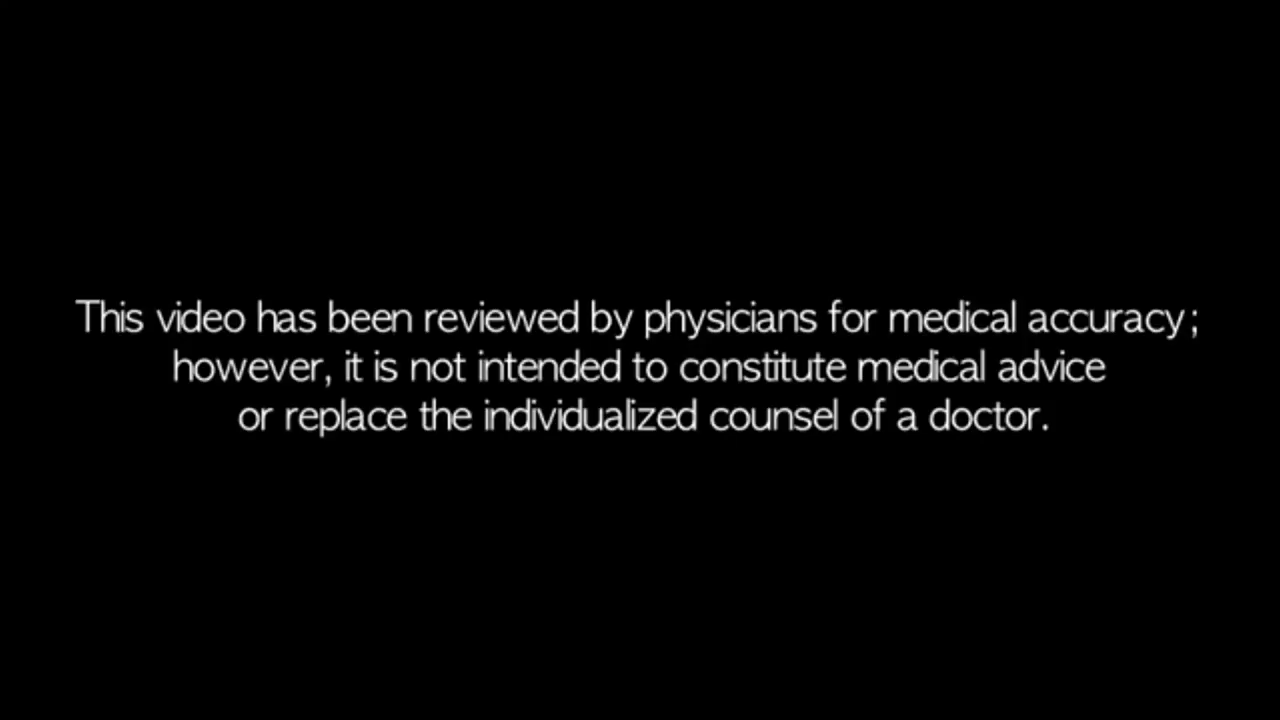 This video has been reviewed by physicians for medical accuracy;
however, it is not intended to constitute medical advice
or replace the individualized counsel of a doctor.